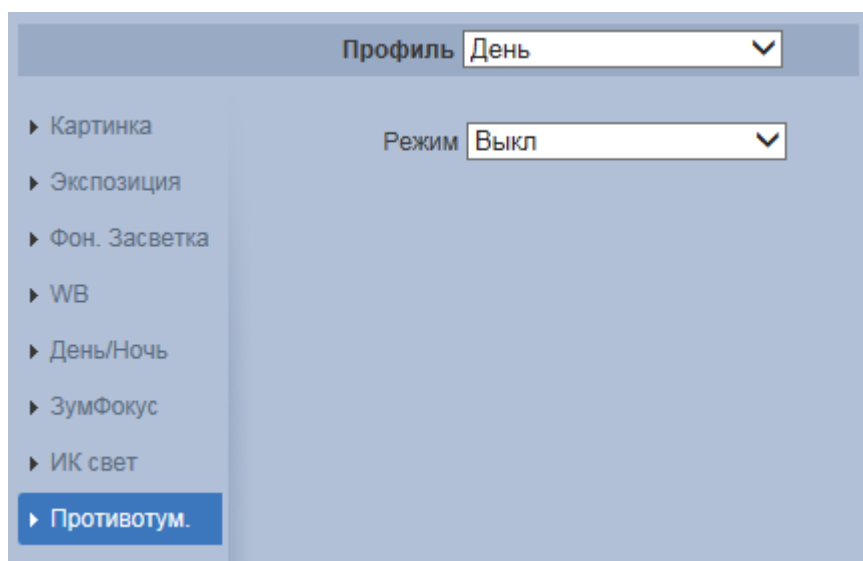 Профиль День
Картинка
Режим Выкл
Экспозиция
Фон. Засветка
WB
День/Ночь
ЗумФокус
ИК свет
Противотум.